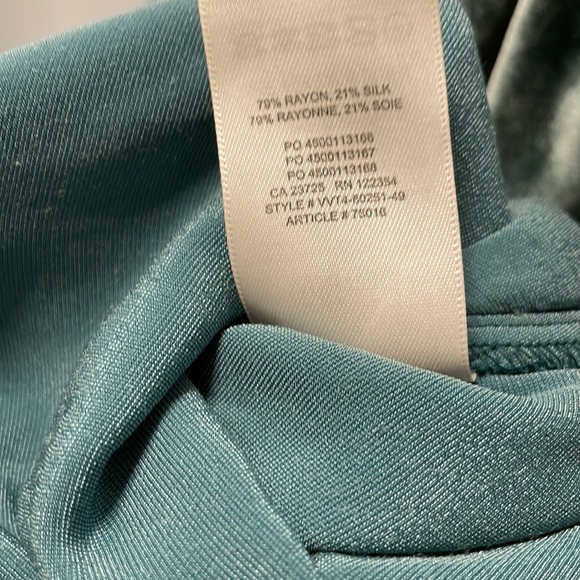 79% RAYON, 21% SILK
79% RAYONNE, 21% SOIE
PO 4500113166
PO 4500113167
PO 4500113168
CA 23725 RN 122354
STYLE # VVT4-60251-49
ARTICLE # 75016